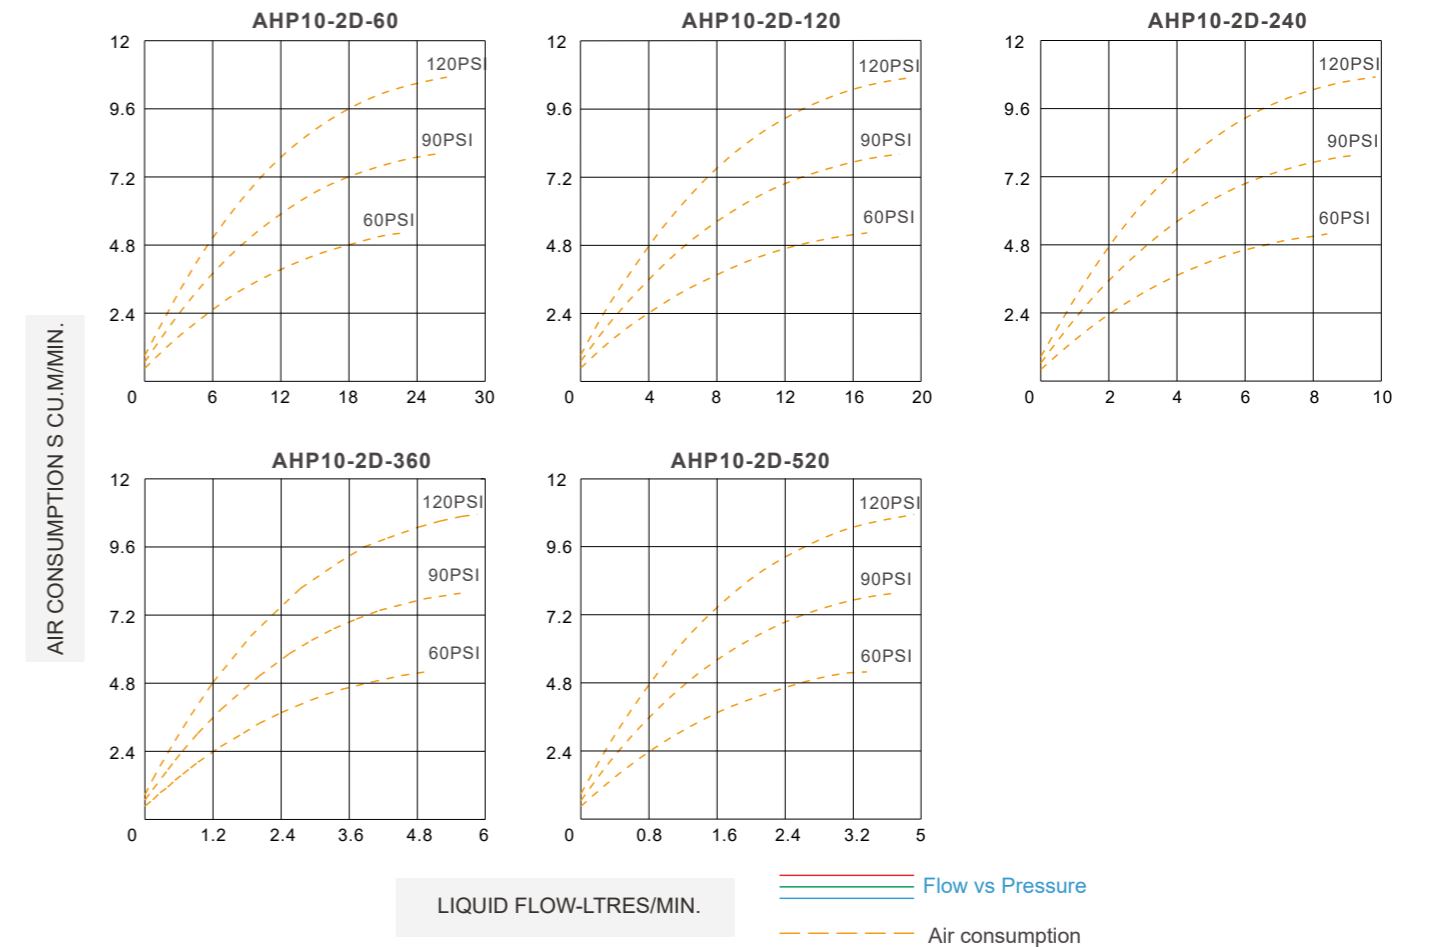 AHP10-2D-60
12
9.6
7.2
4.8
2.4
0 6 12 18 24 30
120PSI
90PSI
60PSI
AHP10-2D-120
12
9.6
7.2
4.8
2.4
0 4 8 12 16 20
120PSI
90PSI
60PSI
AHP10-2D-240
12
9.6
7.2
4.8
2.4
0 2 4 6 8 10
120PSI
90PSI
60PSI
AIR CONSUMPTION S CU.M/MIN.
AHP10-2D-360
12
9.6
7.2
4.8
2.4
0 1.2 2.4 3.6 4.8 6
120PSI
90PSI
60PSI
AHP10-2D-520
12
9.6
7.2
4.8
2.4
0 0.8 1.6 2.4 3.2 5
120PSI
90PSI
60PSI
LIQUID FLOW-LTRES/MIN.
Flow vs Pressure
Air consumption